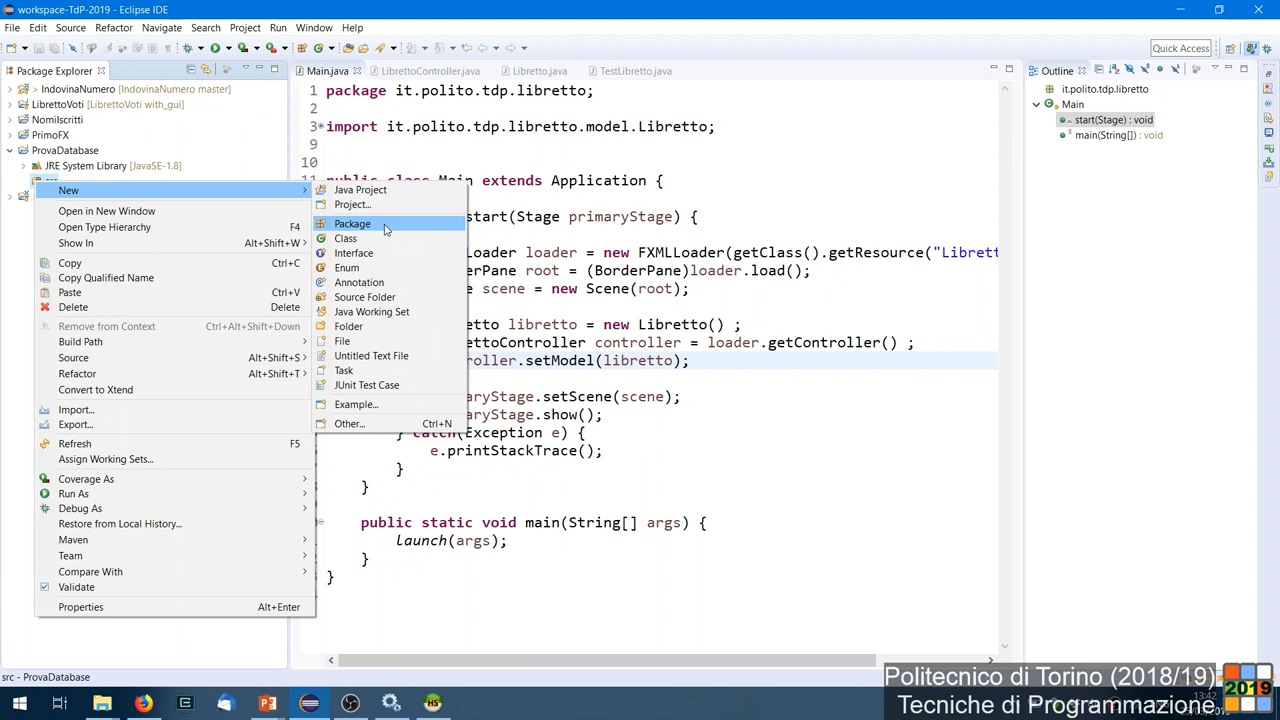 workspace-TdP-2019 - Eclipse IDE
File Edit Source Refactor Navigate Search Project Run Window Help
Quick Access
Package Explorer
Main.java LibrettoController.java Libretto.java TestLibretto.java
Outline
IndovinaNumero [IndovinaNumero master]
LibrettoVoti [LibrettoVoti with_gui]
NomiIscritti
PrimoFX
ProvaDatabase
JRE System Library [JavaSE-1.8]
New
Open in New Window
Open Type Hierarchy F4
Show In Alt+Shift+W
Copy Ctrl+C
Copy Qualified Name
Paste Ctrl+V
Delete Delete
Remove from Context Ctrl+Alt+Shift+Down
Build Path
Source Alt+Shift+S
Refactor Alt+Shift+T
Convert to Xtend
Import...
Export...
Refresh F5
Assign Working Sets...
Coverage As
Run As
Debug As
Restore from Local History...
Maven
Team
Compare With
Validate
Properties Alt+Enter
Java Project
Project...
Package
Class
Interface
Enum
Annotation
Source Folder
Java Working Set
Folder
File
Untitled Text File
Task
JUnit Test Case
Example...
Other... Ctrl+N
1 package it.polito.tdp.libretto;
2
3 import it.polito.tdp.libretto.model.Libretto;
9
10
public class Main extends Application {
start(Stage primaryStage) {
Loader loader = new FXMLLoader(getClass().getResource("Librett
erPane root = (BorderPane)loader.load();
e scene = new Scene(root);
etto libretto = new Libretto() ;
ettoController controller = loader.getController() ;
roller.setModel(libretto);
aryStage.setScene(scene);
aryStage.show();
} catch(Exception e) {
e.printStackTrace();
}
}
public static void main(String[] args) {
launch(args);
}
}
it.polito.tdp.libretto
Main
start(Stage) : void
main(String[]) : void
src - ProvaDatabase
Politecnico di Torino (2018/19)
Tecniche di Programmazione
2019
13:42